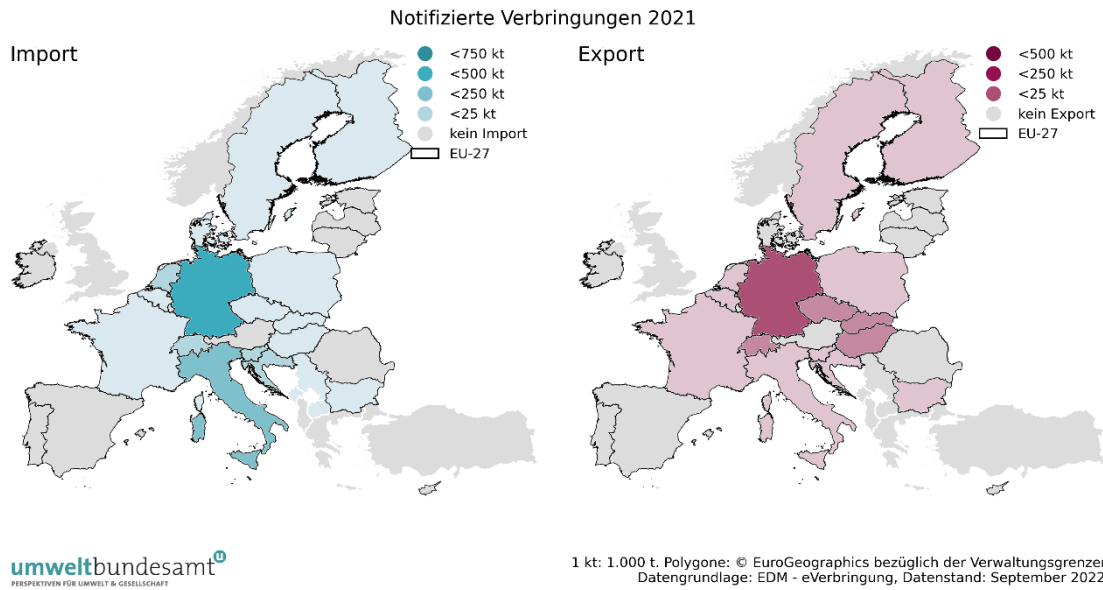 Notifizierte Verbringungen 2021
Import
<750 kt
<500 kt
<250 kt
<25 kt
kein Import
EU-27
Export
<500 kt
<250 kt
<25 kt
kein Export
EU-27
umweltbundesamt u
PERSPEKTIVEN FÜR UMWELT & GESELLSCHAFT
1 kt: 1.000 t. Polygone: © EuroGeographics bezüglich der Verwaltungsgrenzen
Datengrundlage: EDM - eVerbringung, Datenstand: September 2022